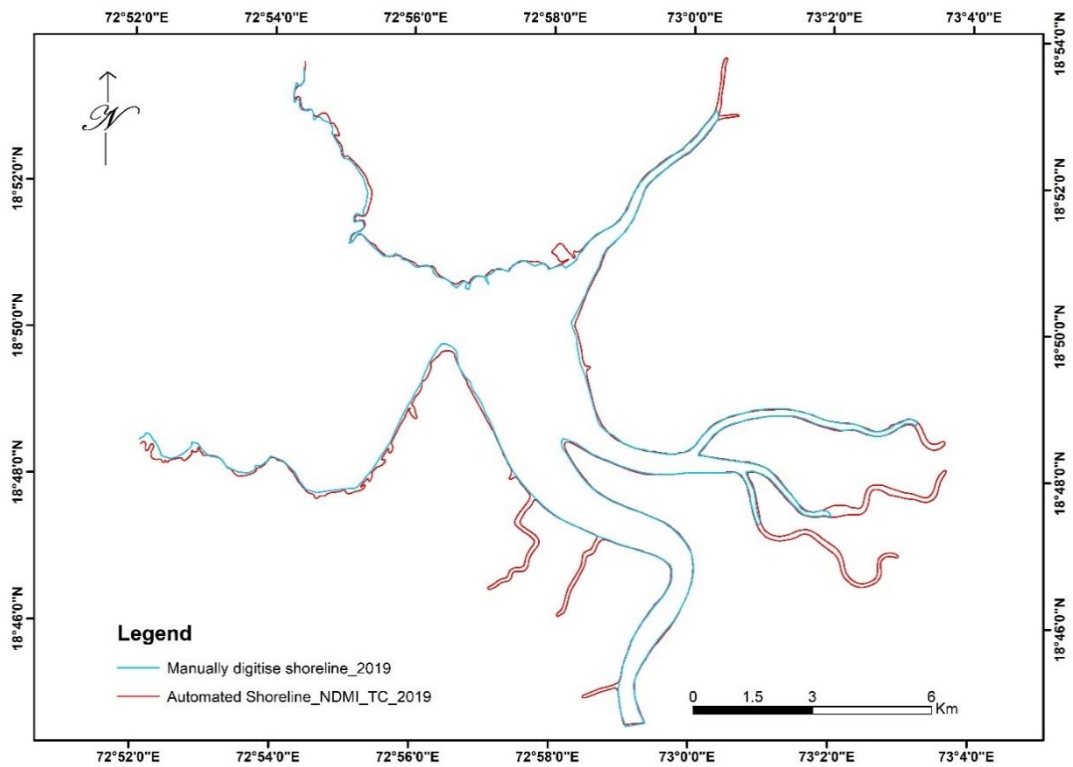 72°52'0"E 72°54'0"E 72°56'0"E 72°58'0"E 73°0'0"E 73°2'0"E 73°4'0"E
18°54'0"N
N
18°52'0"N 18°52'0"N
18°50'0"N 18°50'0"N
18°48'0"N 18°48'0"N
18°46'0"N 18°46'0"N
Legend
Manually digitise shoreline_2019
Automated Shoreline_NDMI_TC_2019
0 1.5 3 6
Km
72°52'0"E 72°54'0"E 72°56'0"E 72°58'0"E 73°0'0"E 73°2'0"E 73°4'0"E